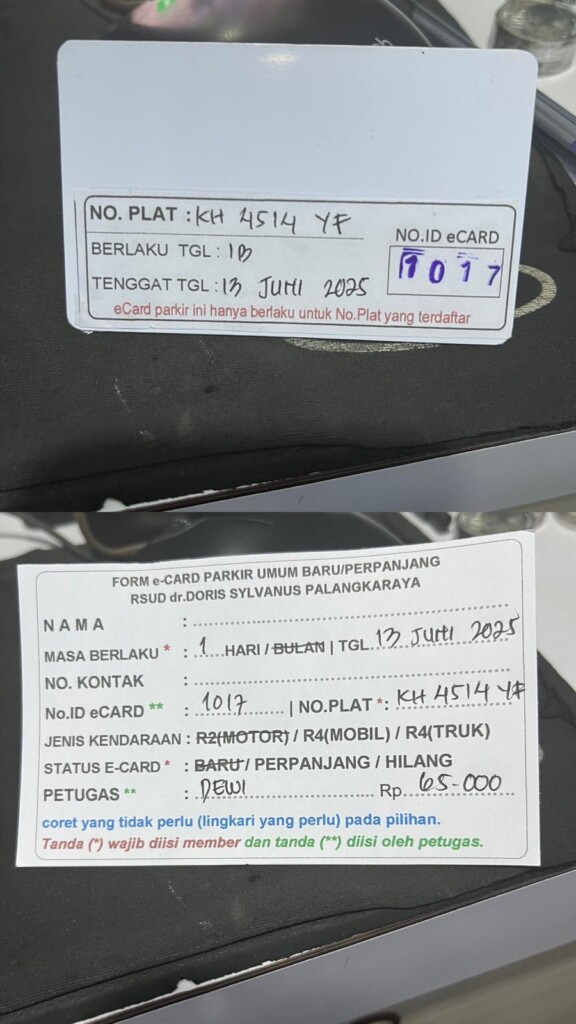 NO. PLAT : KH 4514 YF
NO.ID eCARD
BERLAKU TGL : 1B
1017
TENGGAT TGL : 13 JUNI 2025
eCard parkir ini hanya berlaku untuk No.Plat yang terdaftar
FORM e-CARD PARKIR UMUM BARU/PERPANJANG
RSUD dr.DORIS SYLVANUS PALANGKARAYA
NAMA :
MASA BERLAKU * : 1 HARI / BULAN | TGL. 13 JUNI 2025
NO. KONTAK :
No.ID eCARD ** : 1017 | NO.PLAT *: KH 4514 YF
JENIS KENDARAAN : R2(MOTOR) / R4(MOBIL) / R4(TRUK)
STATUS E-CARD * : BARU / PERPANJANG / HILANG
PETUGAS ** : DEWI Rp. 65.000
coret yang tidak perlu (lingkari yang perlu) pada pilihan.
Tanda (*) wajib diisi member dan tanda (**) diisi oleh petugas.